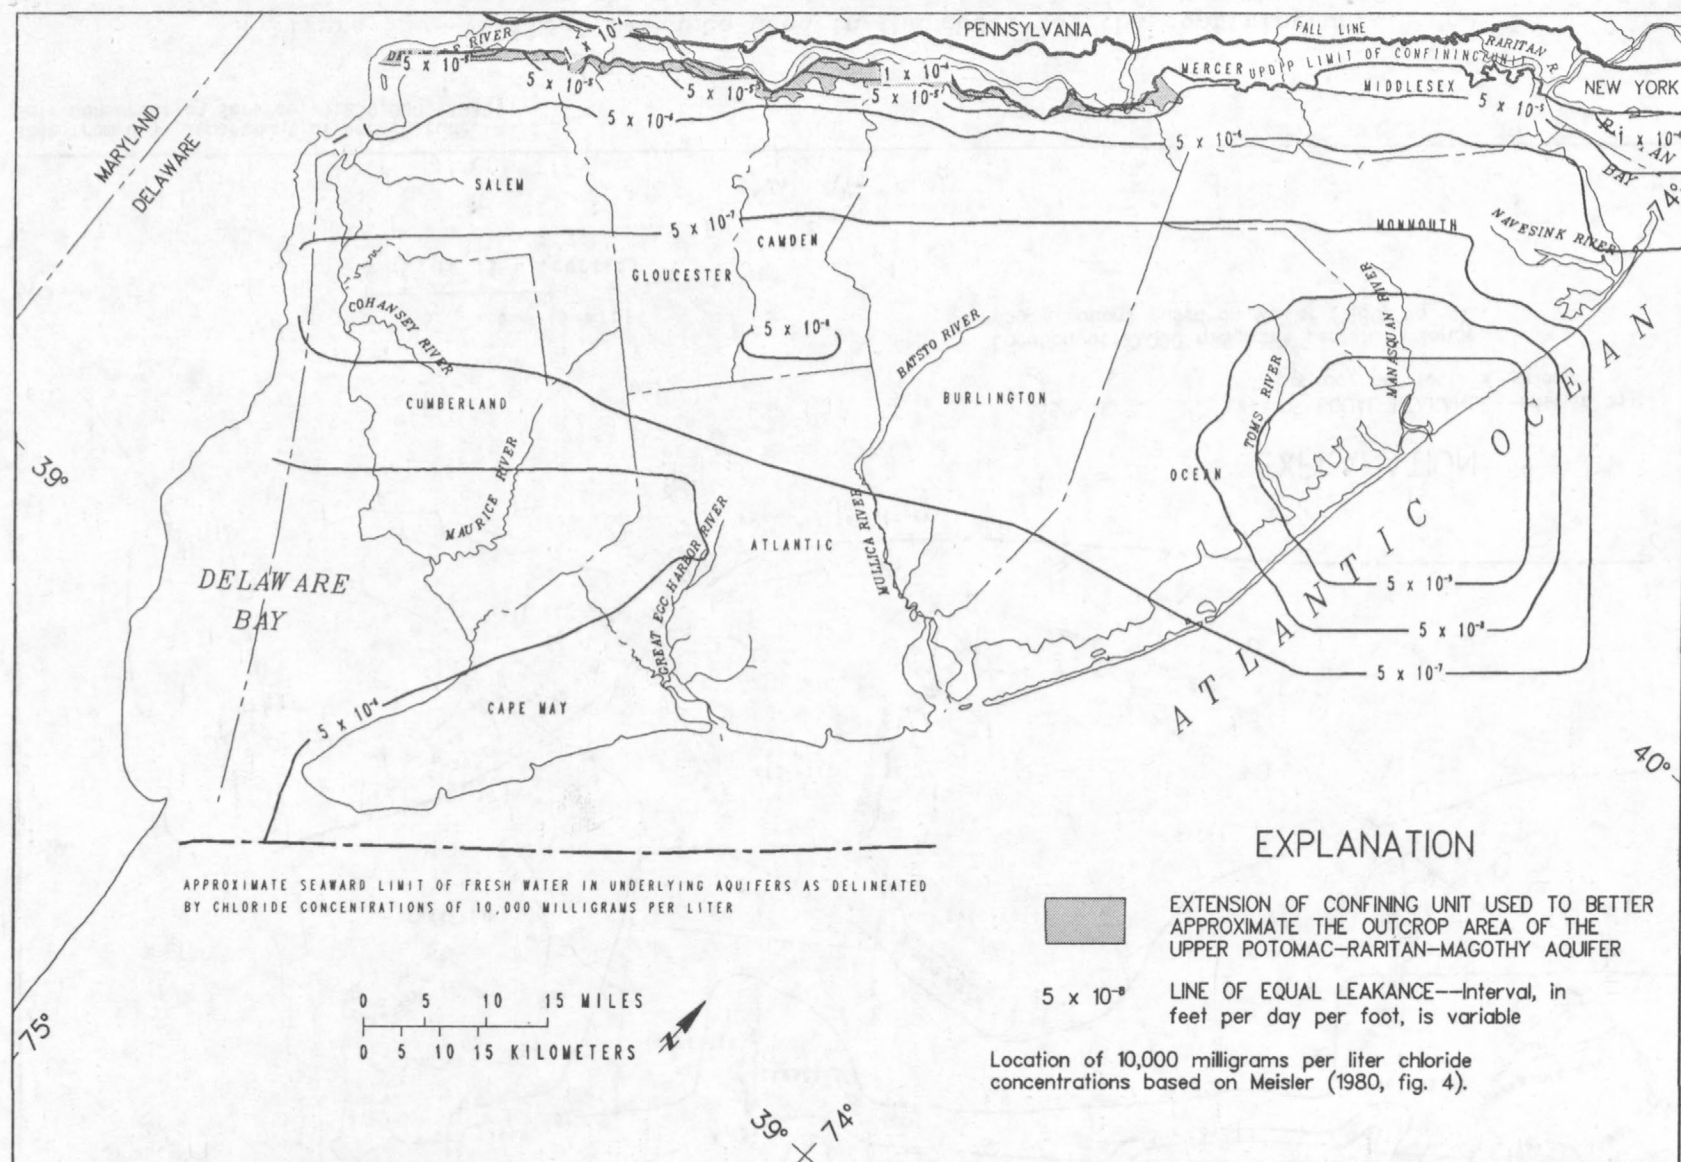 PENNSYLVANIA
FALL LINE
RARITAN R
UPDIP LIMIT OF CONFINING UNIT
MERCER
MIDDLESEX
NEW YORK
RIVER
5 x 10⁻⁵
1 x 10⁻⁴
5 x 10⁻⁵
5 x 10⁻⁵
1 x 10⁻⁴
5 x 10⁻⁵
5 x 10⁻⁵
1 x 10⁻⁴
5 x 10⁻⁶
5 x 10⁻⁶
BAY
74°
MARYLAND
DELAWARE
SALEM
5 x 10⁻⁷
CAMDEN
GLOUCESTER
MONMOUTH
NAVESINK RIVER
COHANSEY RIVER
5 x 10⁻⁸
BATSTO RIVER
MANASQUAN RIVER
TOMS RIVER
CUMBERLAND
BURLINGTON
OCEAN
39°
MAURICE RIVER
MULLICA RIVER
GREAT EGG HARBOR RIVER
ATLANTIC
DELAWARE
BAY
ATLANTIC OCEAN
5 x 10⁻⁹
5 x 10⁻⁸
5 x 10⁻⁷
CAPE MAY
5 x 10⁻⁶
40°
APPROXIMATE SEAWARD LIMIT OF FRESH WATER IN UNDERLYING AQUIFERS AS DELINEATED
BY CHLORIDE CONCENTRATIONS OF 10,000 MILLIGRAMS PER LITER
EXPLANATION
EXTENSION OF CONFINING UNIT USED TO BETTER
APPROXIMATE THE OUTCROP AREA OF THE
UPPER POTOMAC–RARITAN–MAGOTHY AQUIFER
5 x 10⁻⁸
LINE OF EQUAL LEAKANCE––Interval, in
feet per day per foot, is variable
Location of 10,000 milligrams per liter chloride
concentrations based on Meisler (1980, fig. 4).
0 5 10 15 MILES
0 5 10 15 KILOMETERS
N
75°
39°
74°